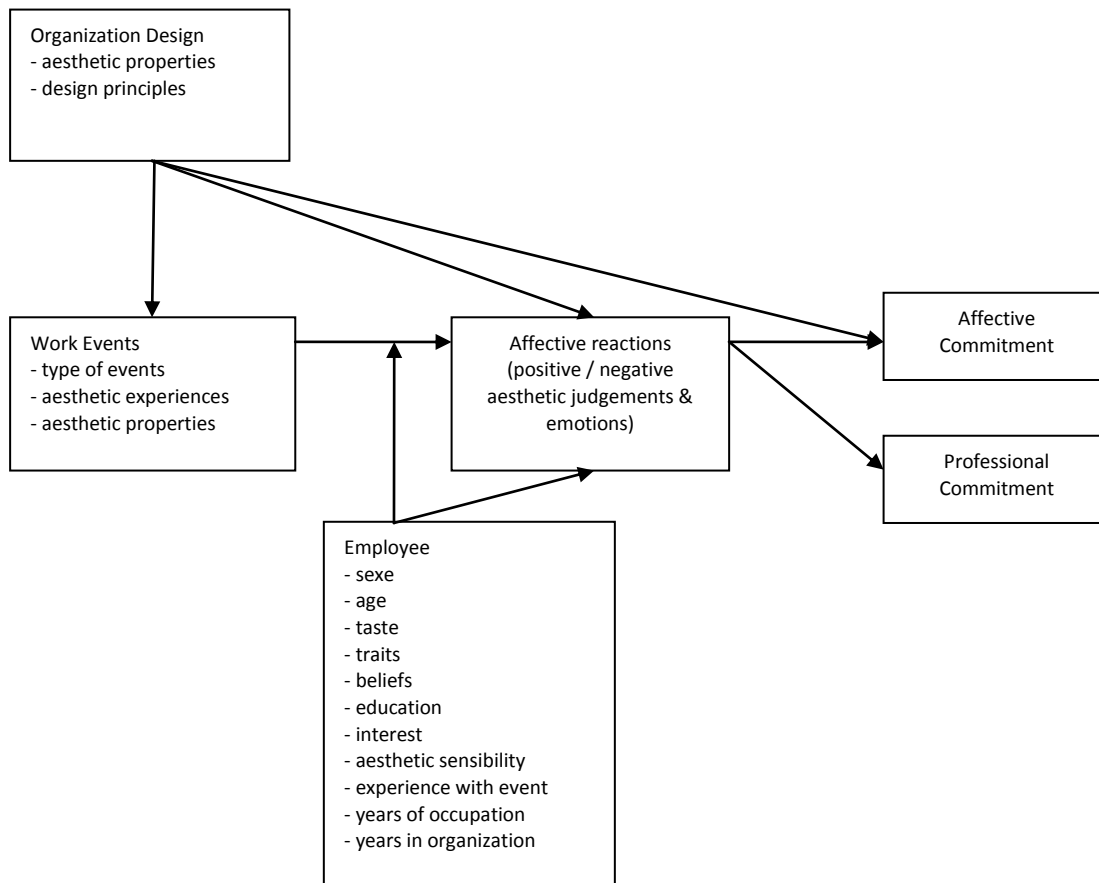 Organization Design
- aesthetic properties
- design principles
Work Events
- type of events
- aesthetic experiences
- aesthetic properties
Affective reactions
(positive / negative
aesthetic judgements &
emotions)
Affective
Commitment
Professional
Commitment
Employee
- sexe
- age
- taste
- traits
- beliefs
- education
- interest
- aesthetic sensibility
- experience with event
- years of occupation
- years in organization